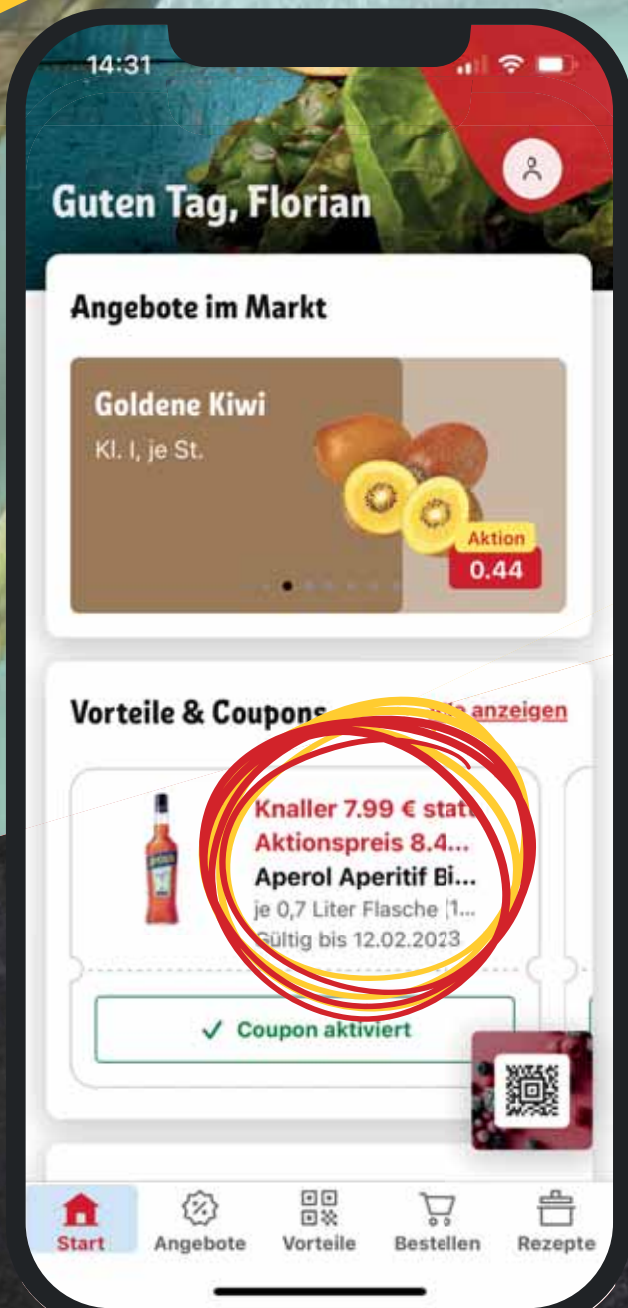 14:31
Guten Tag, Florian
Angebote im Markt
Goldene Kiwi
Kl. I, je St.
Aktion
0.44
Vorteile & Coupons
anzeigen
Knaller 7.99 € statt
Aktionspreis 8.4...
Aperol Aperitif Bi...
je 0,7 Liter Flasche (1...
Gültig bis 12.02.2023
✓ Coupon aktiviert
Start
Angebote
Vorteile
Bestellen
Rezepte